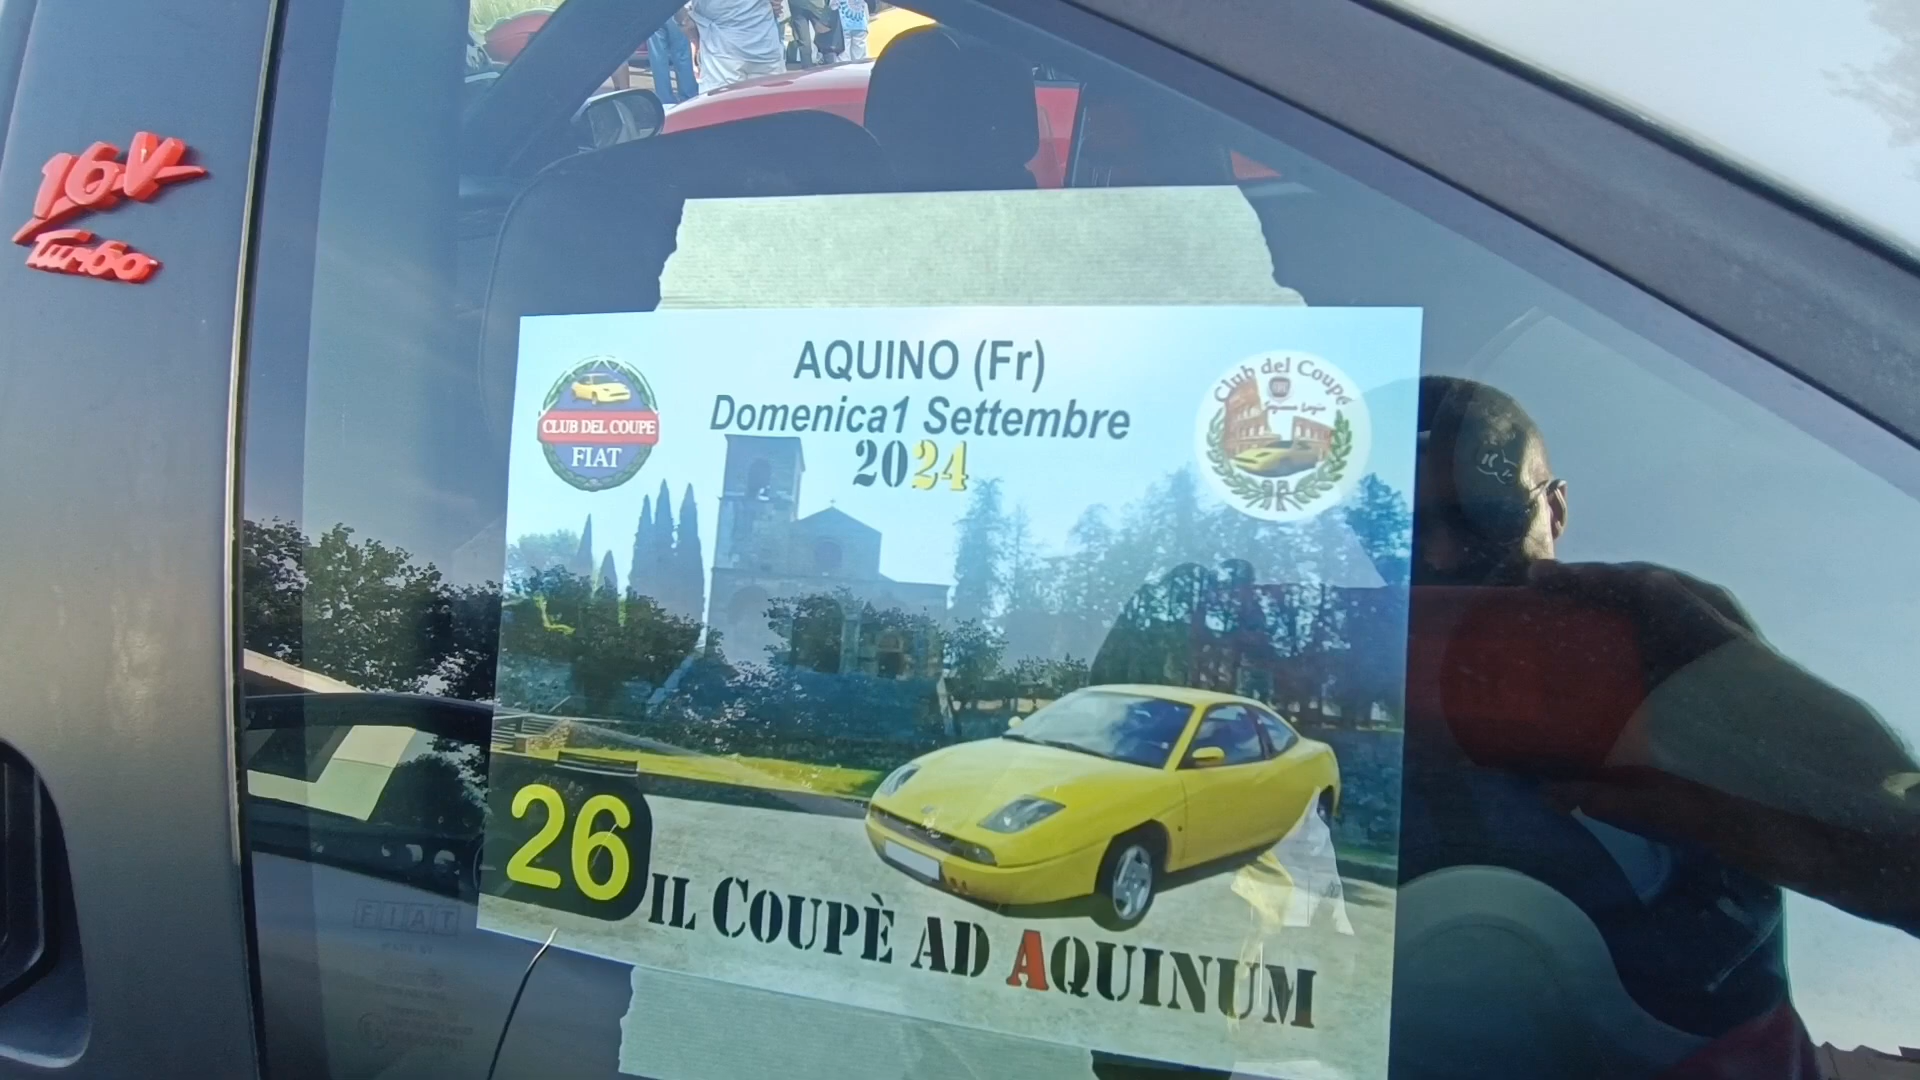 16V
Turbo
AQUINO (Fr)
Domenica1 Settembre
2024
CLUB DEL COUPE
FIAT
Club del Coupé
26
IL COUPÈ AD AQUINUM
FIAT